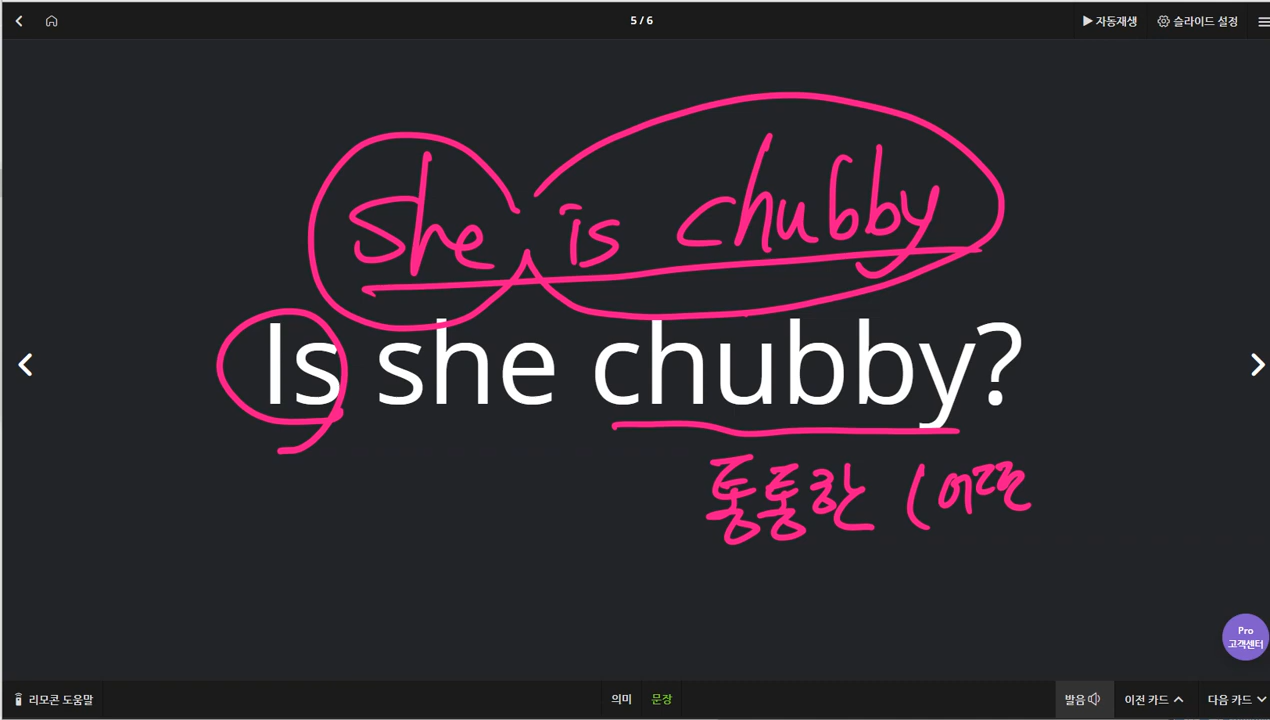 5 / 6
자동재생
슬라이드 설정
she is chubby
Is she chubby?
통통한
Pro
고객센터
리모콘 도움말
의미
문장
발음
이전 카드
다음 카드